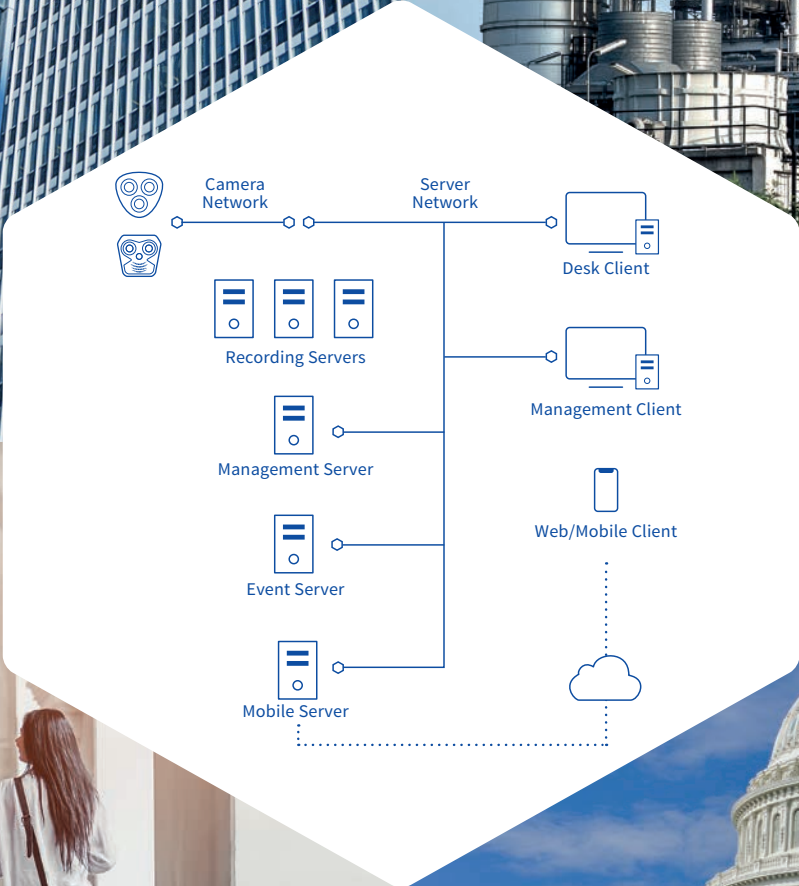 Camera
Network
Server
Network
Desk Client
Recording Servers
Management Client
Management Server
Web/Mobile Client
Event Server
Mobile Server